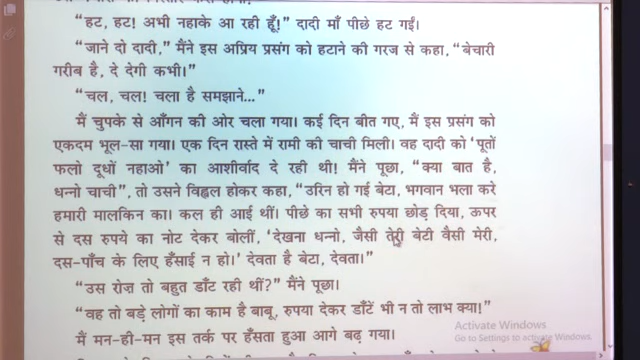 “हट, हट! अभी नहाके आ रही हूँ!” दादी माँ पीछे हट गईं।
“जाने दो दादी,” मैंने इस अप्रिय प्रसंग को हटाने की गरज से कहा, “बेचारी
गरीब है, दे देगी कभी।”
“चल, चल! चला है समझाने...”
मैं चुपके से आँगन की ओर चला गया। कई दिन बीत गए, मैं इस प्रसंग को
एकदम भूल-सा गया। एक दिन रास्ते में रामी की चाची मिली। वह दादी को ‘पूतों
फलो दूधों नहाओ’ का आशीर्वाद दे रही थी! मैंने पूछा, “क्या बात है,
धन्नो चाची”, तो उसने विह्वल होकर कहा, “उरिन हो गई बेटा, भगवान भला करे
हमारी मालकिन का। कल ही आई थीं। पीछे का सभी रुपया छोड़ दिया, ऊपर
से दस रुपये का नोट देकर बोलीं, ‘देखना धन्नो, जैसी तेरी बेटी वैसी मेरी,
दस-पाँच के लिए हँसाई न हो।’ देवता है बेटा, देवता।”
“उस रोज़ तो बहुत डाँट रही थीं?” मैंने पूछा।
“वह तो बड़े लोगों का काम है बाबू, रुपया देकर डाँटें भी न तो लाभ क्या!”
मैं मन-ही-मन इस तर्क पर हँसता हुआ आगे बढ़ गया।
Activate Windows
Go to Settings to activate Windows.